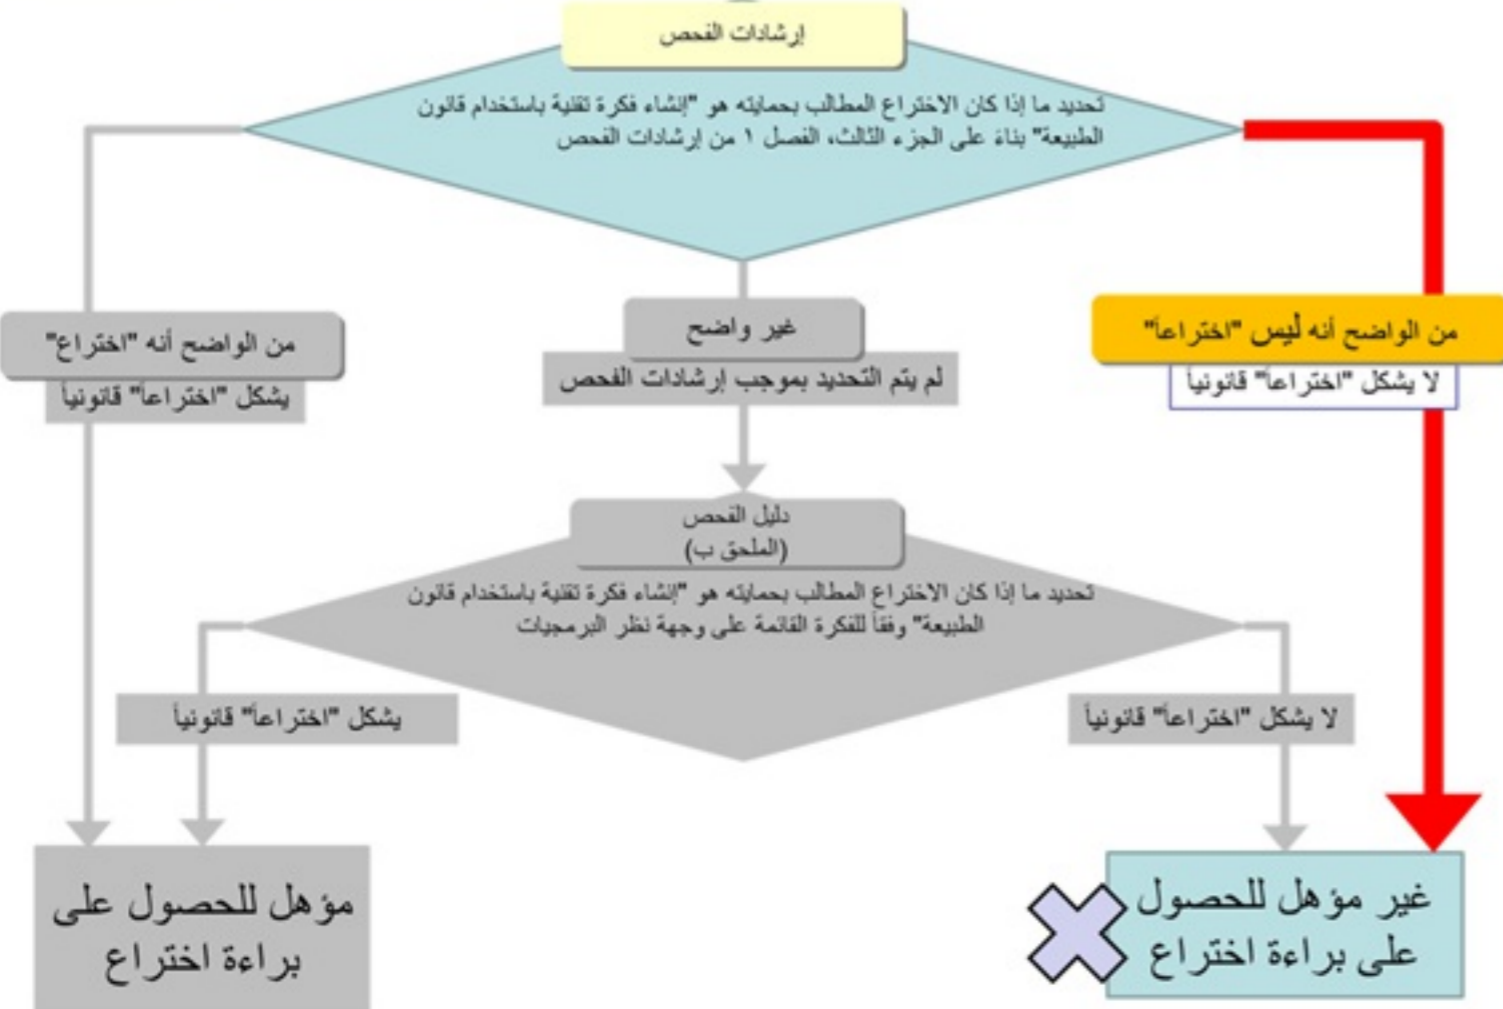 إرشادات الفحص
تحديد ما إذا كان الاختراع المطالب بحمايته هو "إنشاء فكرة تقنية باستخدام قانون
الطبيعة" بناءً على الجزء الثالث، الفصل ١ من إرشادات الفحص
من الواضح أنه ليس "اختراعاً"
لا يشكل "اختراعاً" قانونياً
غير واضح
لم يتم التحديد بموجب إرشادات الفحص
من الواضح أنه "اختراع"
يشكل "اختراعاً" قانونياً
دليل الفحص
(الملحق ب)
تحديد ما إذا كان الاختراع المطالب بحمايته هو "إنشاء فكرة تقنية باستخدام قانون
الطبيعة" وفقاً للفكرة القائمة على وجهة نظر البرمجيات
لا يشكل "اختراعاً" قانونياً
يشكل "اختراعاً" قانونياً
غير مؤهل للحصول
على براءة اختراع
مؤهل للحصول على
براءة اختراع